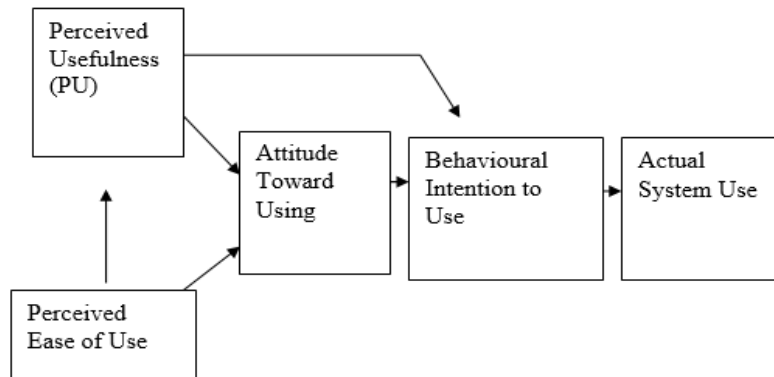 Perceived
Usefulness
(PU)
Attitude
Toward
Using
Behavioural
Intention to
Use
Actual
System Use
Perceived
Ease of Use